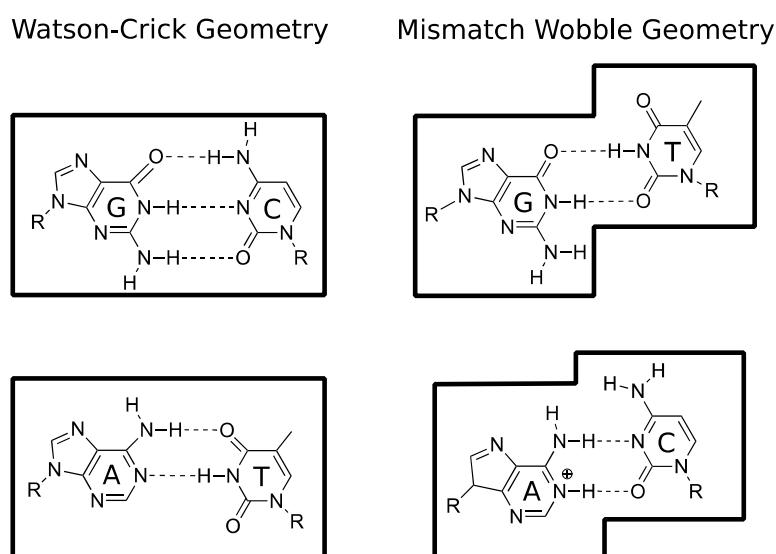 Watson-Crick Geometry
Mismatch Wobble Geometry
H
N O H N
N G N H N C
R N N H O N R
H
O
N O H N T
N G N H O N R
R N N H
H
H
N N H O
N A N H N T
R N O N R
H H
H N
N N H N C
⊕
R A N H O N R
N